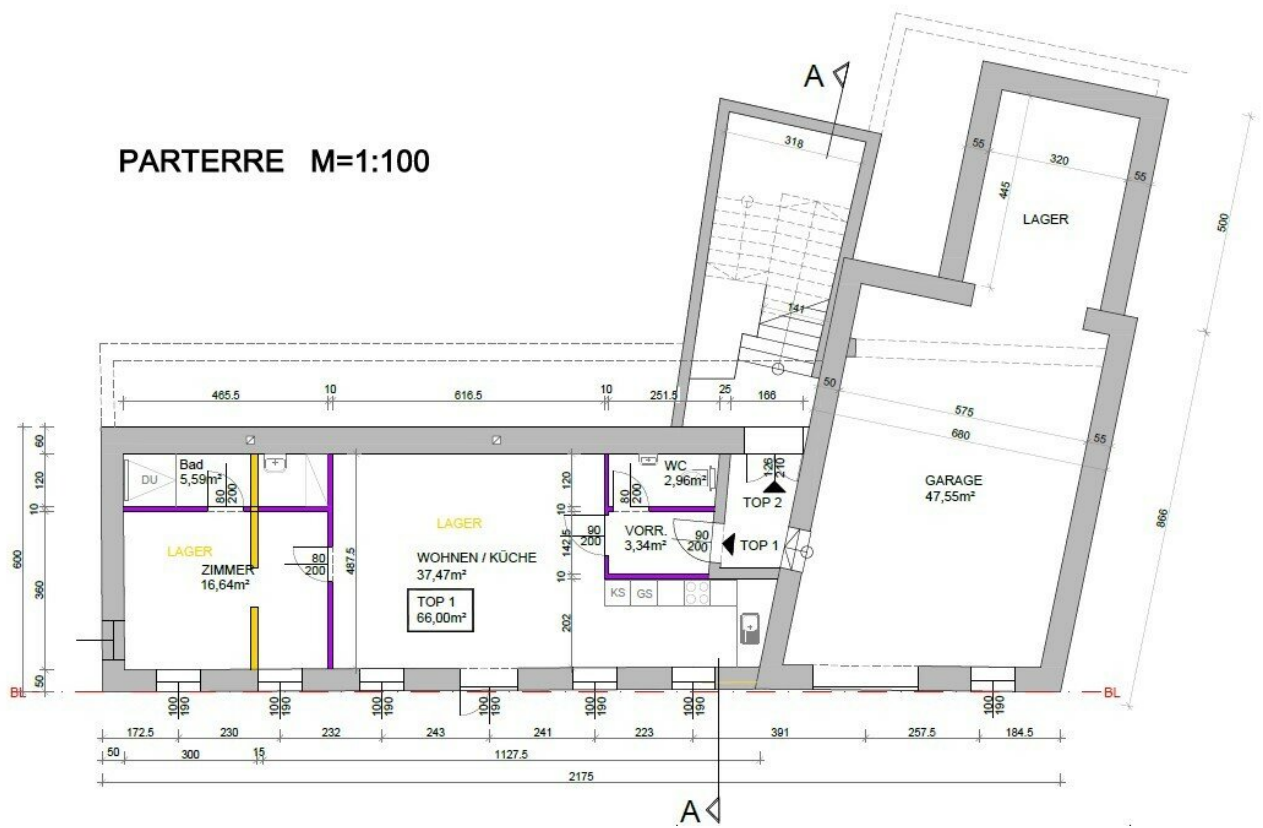 A
PARTERRE M=1:100
318
55
320
55
445
500
LAGER
141
10
10
25
465.5
616.5
251.5
166
50
575
55
680
60
Bad
5,59m²
DU
80
200
120
10
600
360
50
LAGER
ZIMMER
16,64m²
80
200
487.5
LAGER
WOHNEN / KÜCHE
37,47m²
TOP 1
66,00m²
120
10
142.5
10
202
WC
2,96m²
80
200
90
200
VORR.
3,34m²
90
200
126
210
TOP 2
TOP 1
KS
GS
GARAGE
47,55m²
866
BL
BL
100
190
100
190
100
190
100
190
100
190
100
190
100
190
172.5
230
232
243
241
223
391
257.5
184.5
50
300
15
1127.5
2175
A